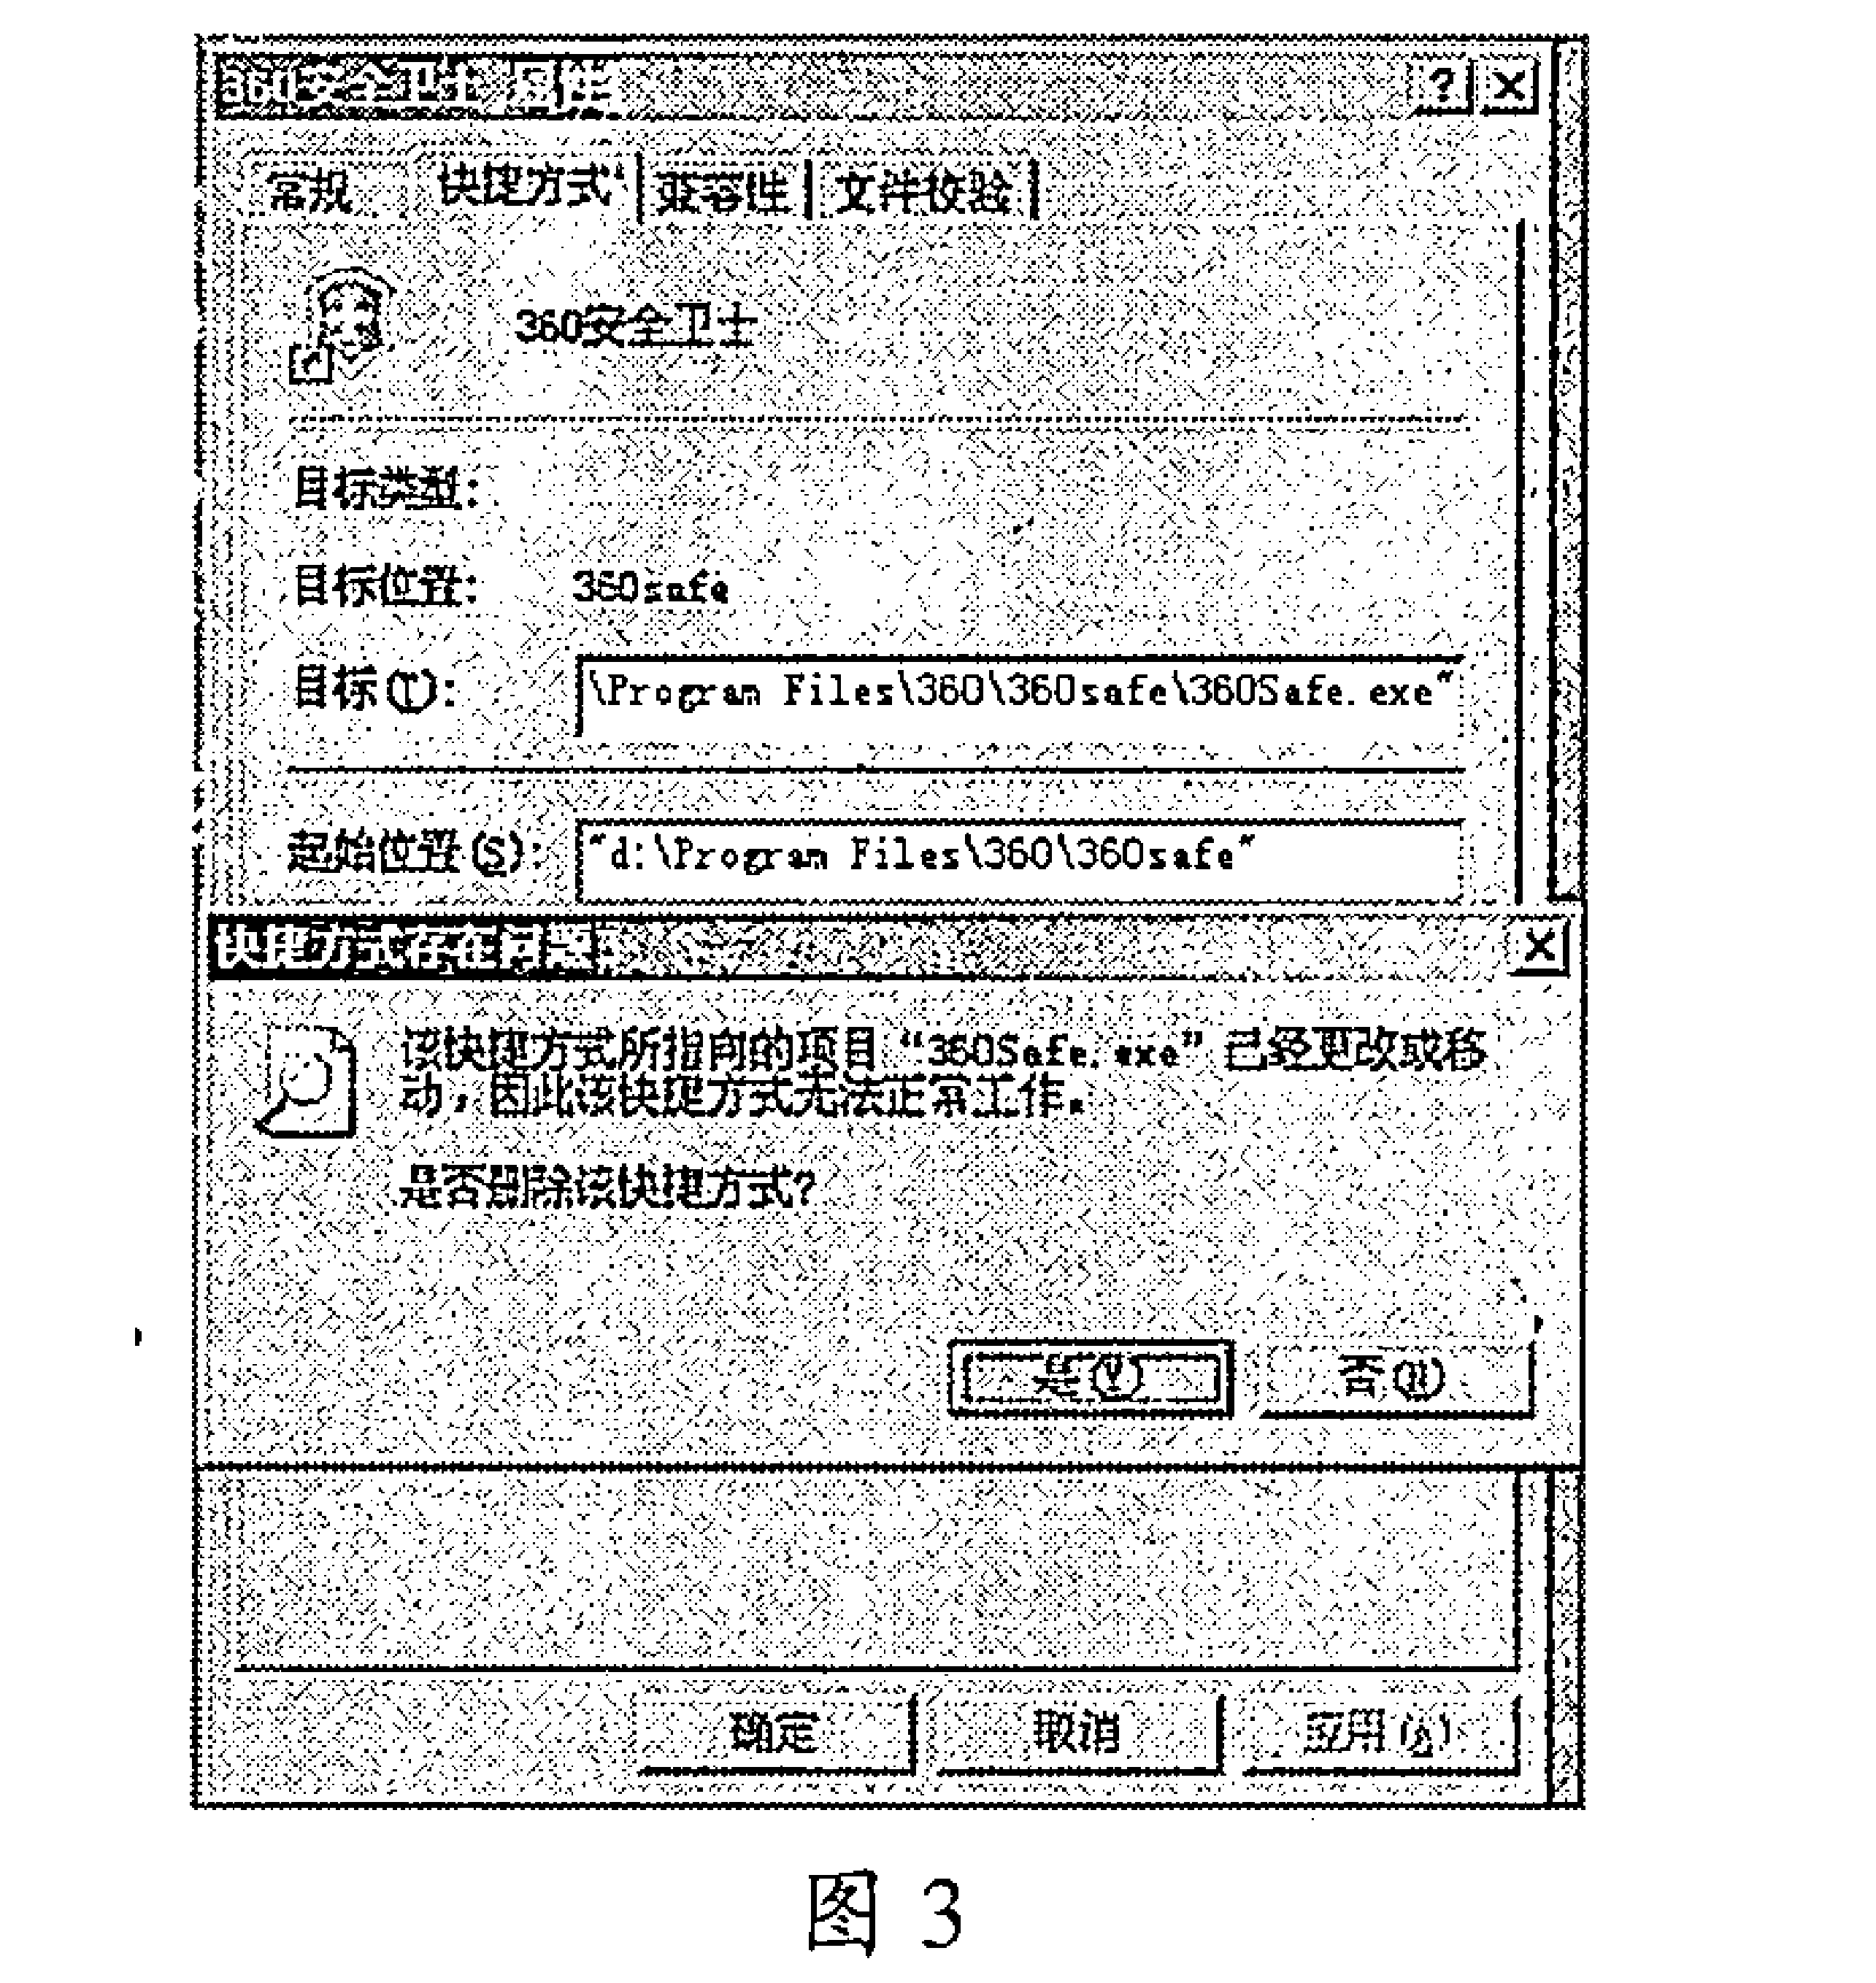 360安全卫士 属性
?
×
常规
快捷方式
兼容性
文件校验
360安全卫士
目标类型:
目标位置: 360safe
目标(T): \Program Files\360\360safe\360Safe.exe"
起始位置(S): "d:\Program Files\360\360safe"
快捷方式存在问题
×
该快捷方式所指向的项目“360Safe.exe”已经更改或移
动，因此该快捷方式无法正常工作。
是否删除该快捷方式?
是(Y)
否(N)
确定
取消
应用(A)
图 3